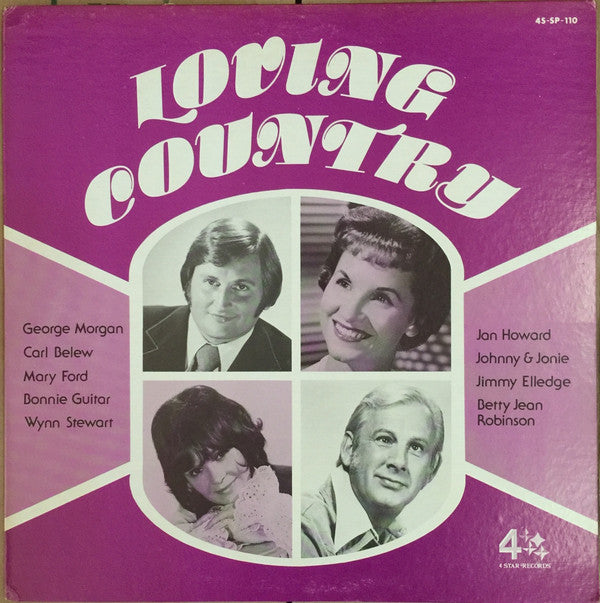 4S-SP-110
LOVING
COUNTRY
George Morgan
Carl Belew
Mary Ford
Bonnie Guitar
Wynn Stewart
Jan Howard
Johnny & Jonie
Jimmy Elledge
Betty Jean
Robinson
4
4 STAR RECORDS